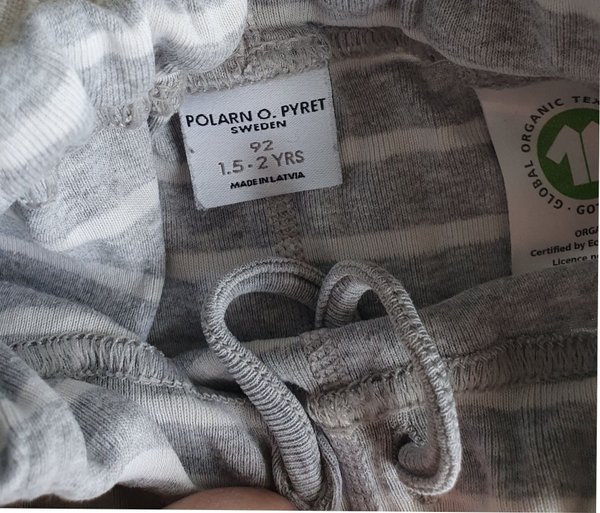 POLARN O. PYRET
SWEDEN
92
1.5 - 2 YRS
MADE IN LATVIA
GLOBAL ORGANIC TEX
GO
ORGA
Certified by Ec
Licence n